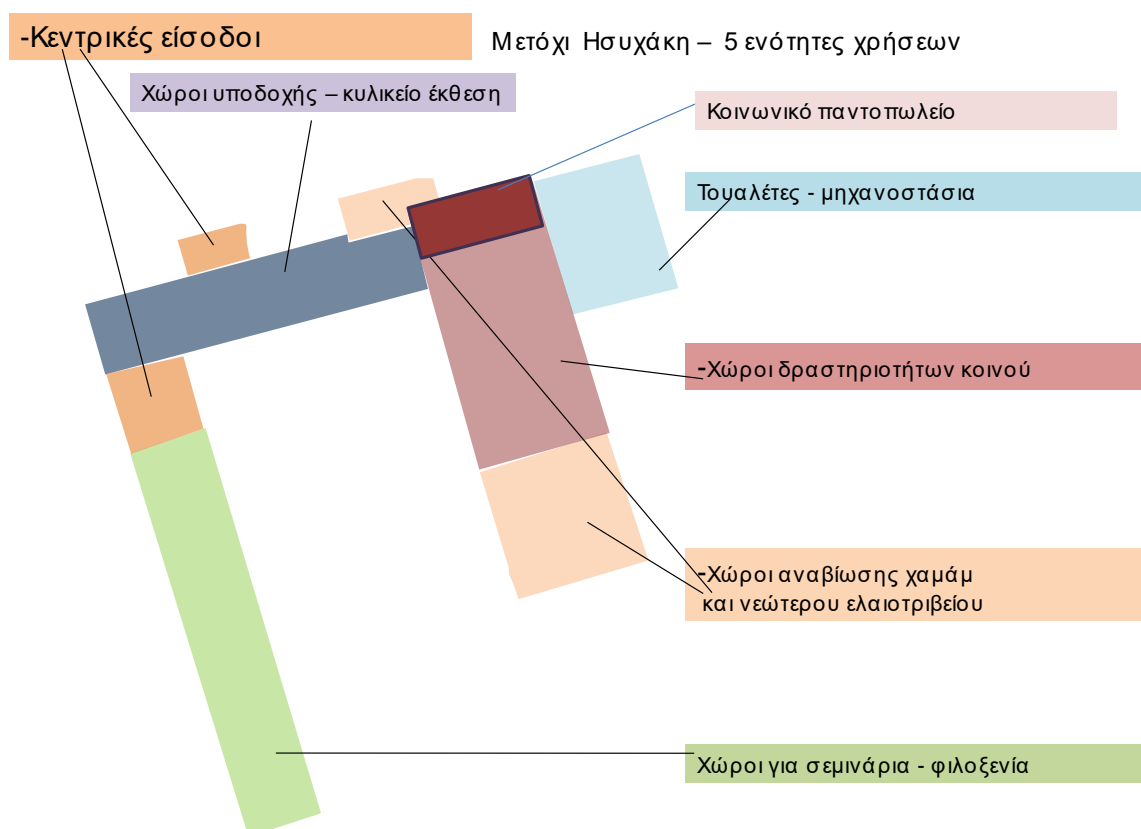 -Κεντρικές είσοδοι
Μετόχι Ησυχάκη – 5 ενότητες χρήσεων
Χώροι υποδοχής – κυλικείο έκθεση
Κοινωνικό παντοπωλείο
Τουαλέτες - μηχανοστάσια
-Χώροι δραστηριοτήτων κοινού
-Χώροι αναβίωσης χαμάμ
και νεώτερου ελαιοτριβείου
Χώροι για σεμινάρια - φιλοξενία